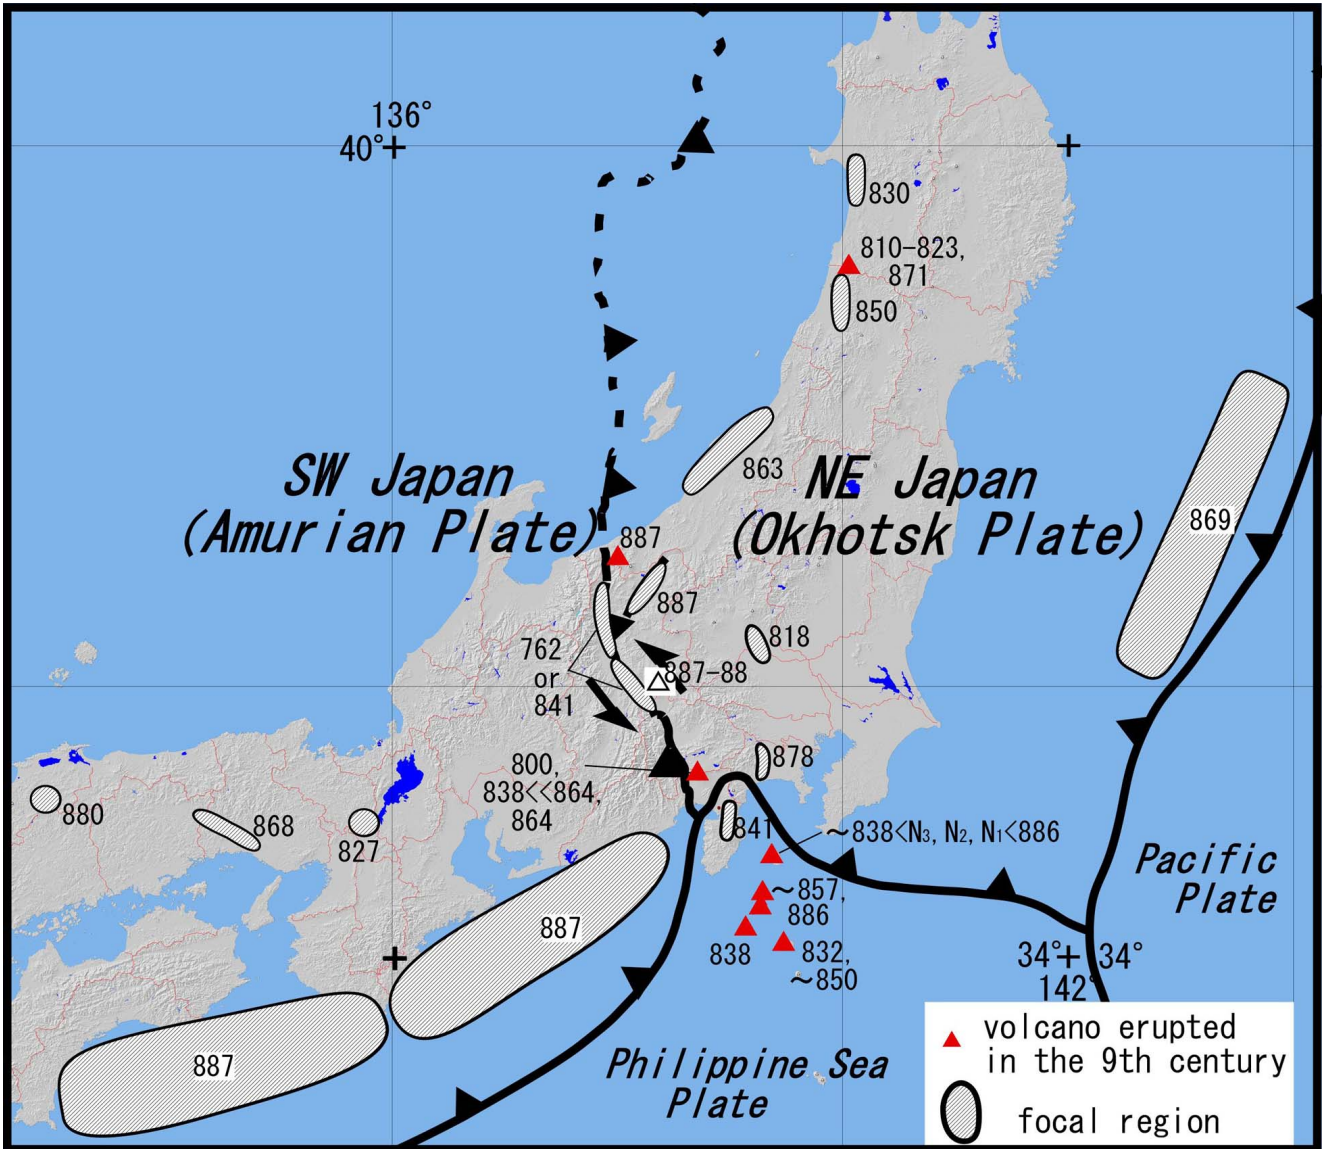 136°
40°
830
810-823,
871
850
863
SW Japan
(Amurian Plate)
NE Japan
(Okhotsk Plate)
869
887
887
818
762
or
841
887-88
800,
838<<864,
864
878
880
868
827
841
～838<N₃, N₂, N₁<886
Pacific
Plate
～857,
886
887
838
832,
～850
34°
34°
142°
887
Philippine Sea
Plate
volcano erupted
in the 9th century
focal region